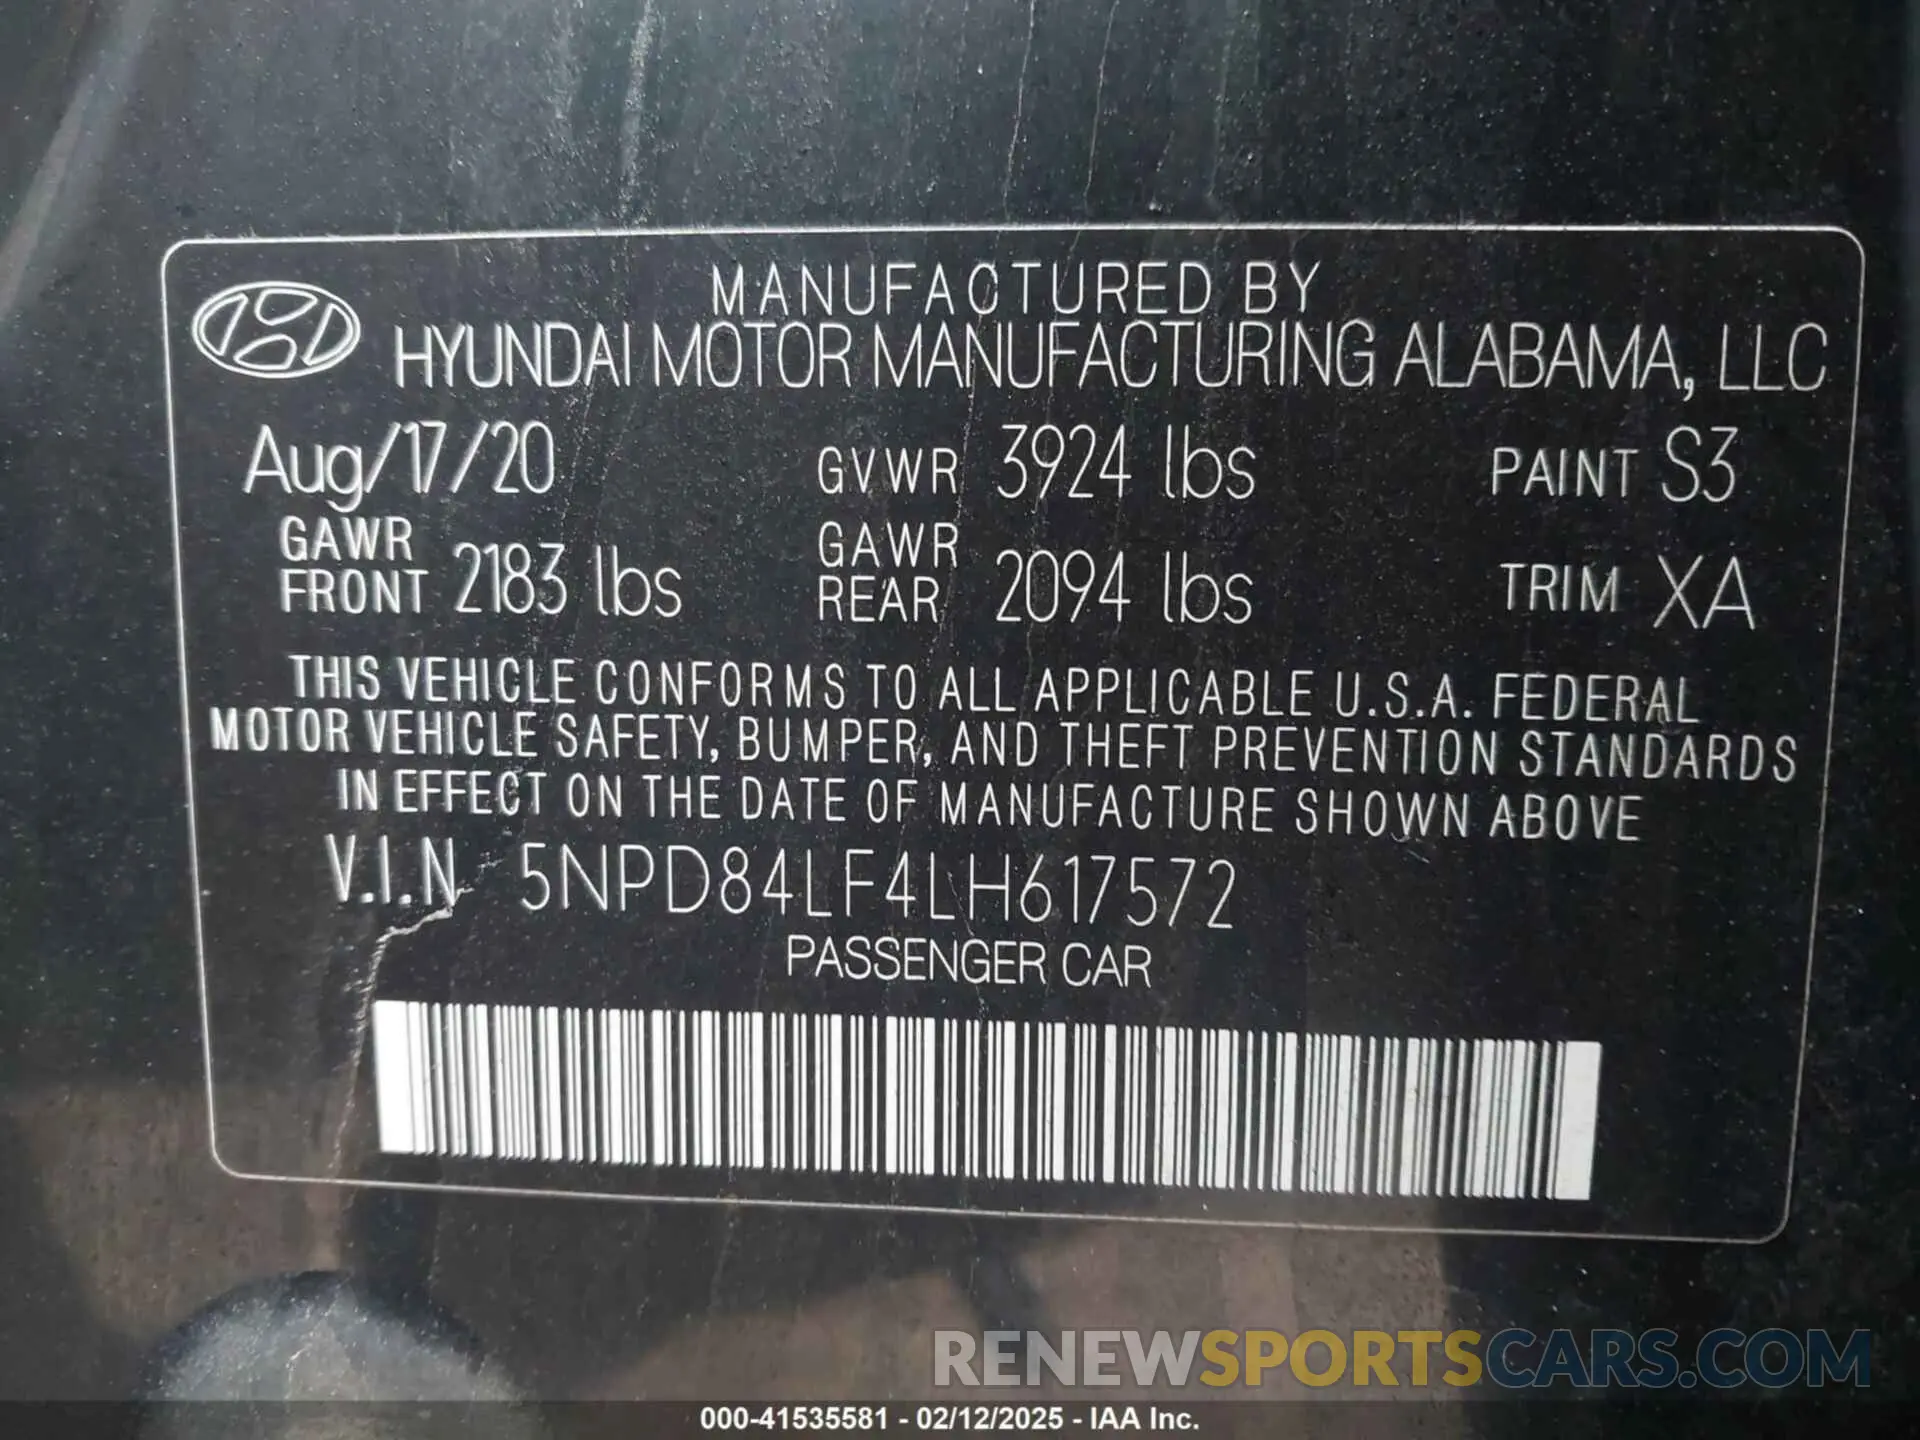 MANUFACTURED BY
HYUNDAI MOTOR MANUFACTURING ALABAMA, LLC
Aug/17/20 GVWR 3924 lbs PAINT S3
GAWR FRONT 2183 lbs GAWR REAR 2094 lbs TRIM XA
THIS VEHICLE CONFORMS TO ALL APPLICABLE U.S.A. FEDERAL
MOTOR VEHICLE SAFETY, BUMPER, AND THEFT PREVENTION STANDARDS
IN EFFECT ON THE DATE OF MANUFACTURE SHOWN ABOVE
V.I.N. 5NPD84LF4LH617572
PASSENGER CAR
RENEWSPORTSCARS.COM
000-41535581 - 02/12/2025 - IAA Inc.